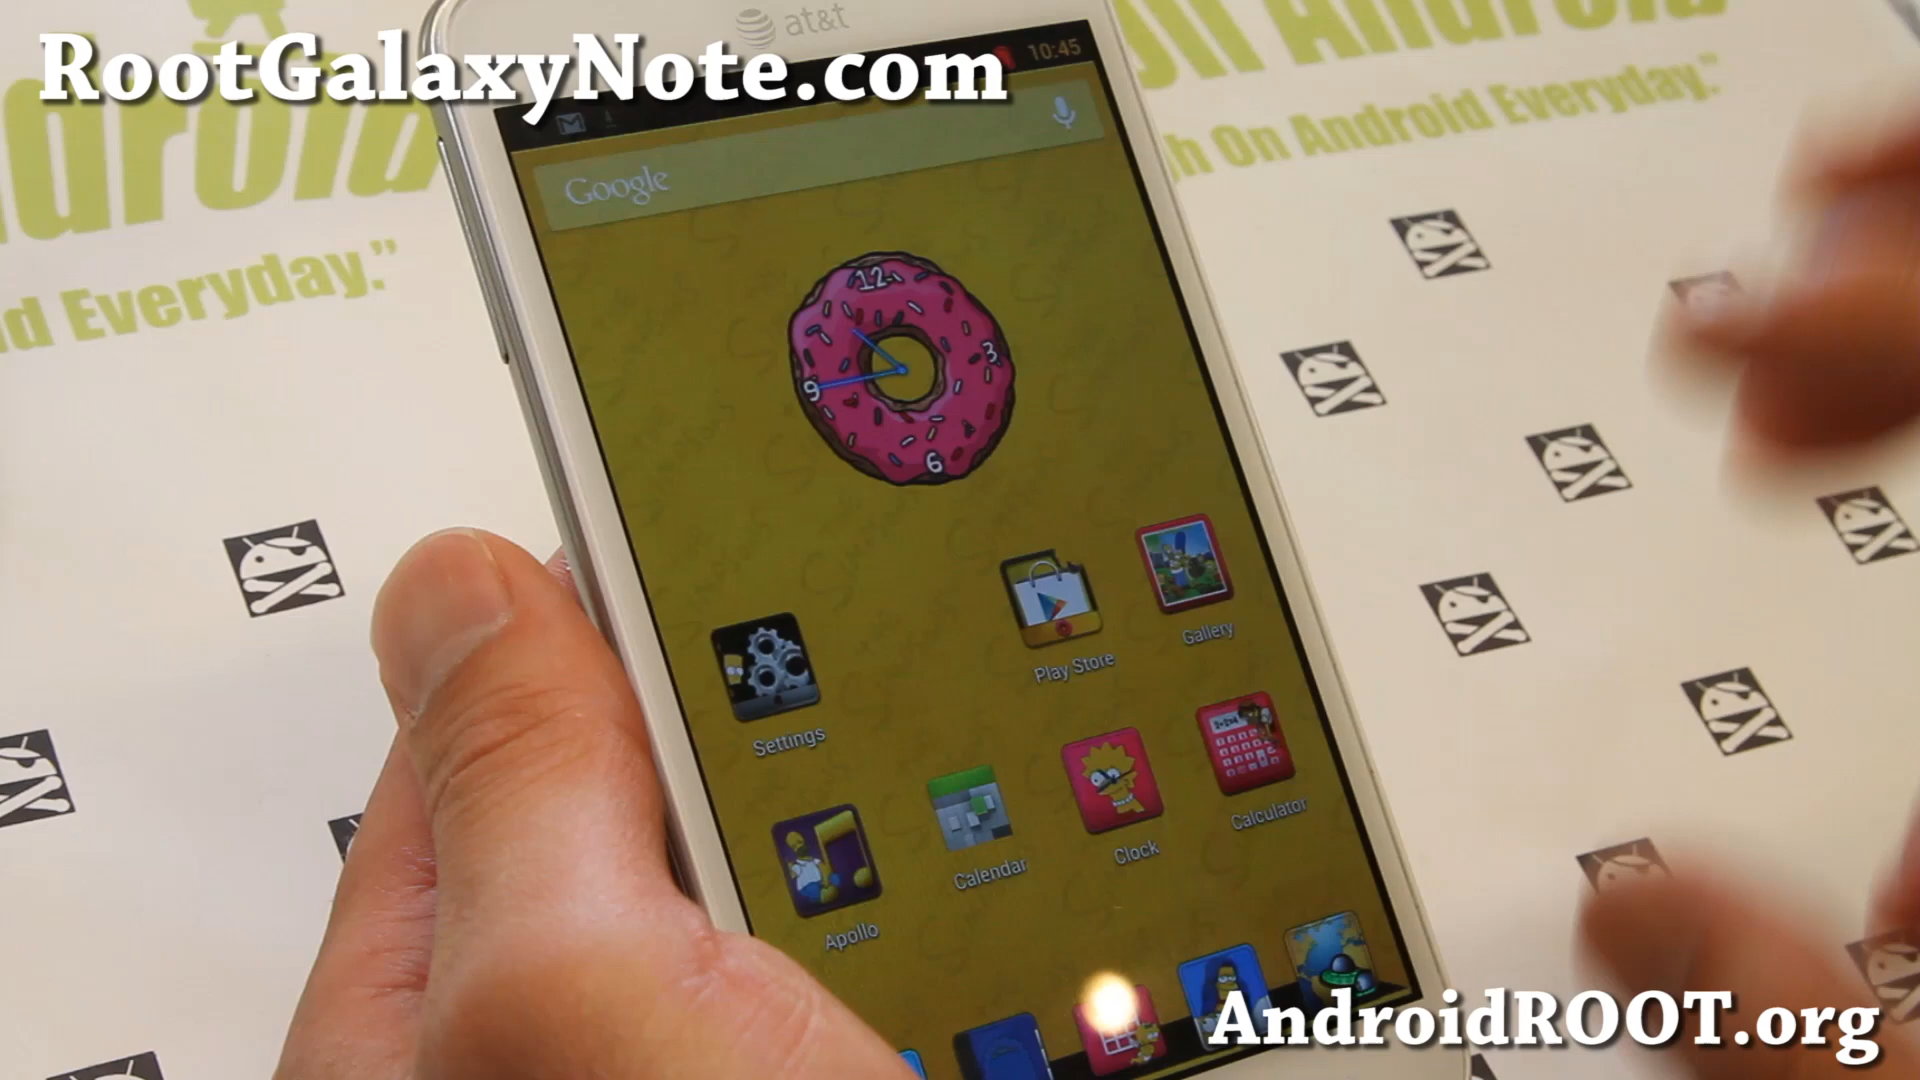 RootGalaxyNote.com
at&t
10:45
Google
12
3
9
6
Gallery
Play Store
Settings
Calculator
Clock
Calendar
Apollo
On Android
h On Android Everyday."
d Everyday."
AndroidROOT.org